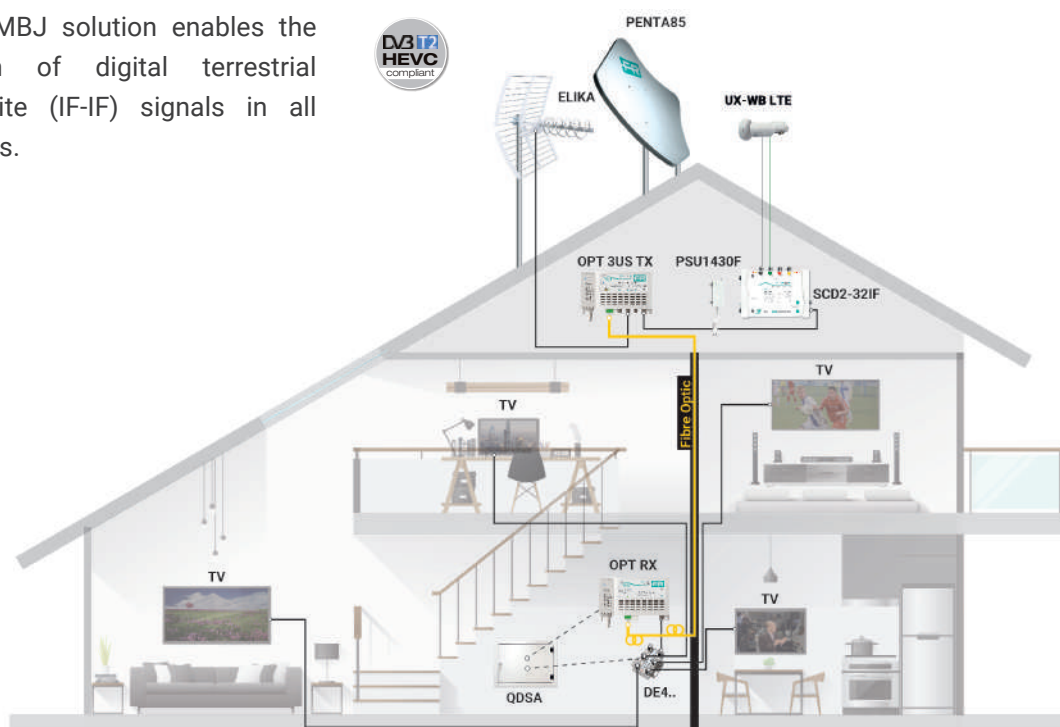 MBJ solution enables the
of digital terrestrial
(IF-IF) signals in all
DVB T2
HEVC
compliant
PENTA85
ELIKA
UX-WB LTE
OPT 3US TX
PSU1430F
SCD2-32IF
TV
TV
Fibre Optic
OPT RX
TV
TV
QDSA
DE4..